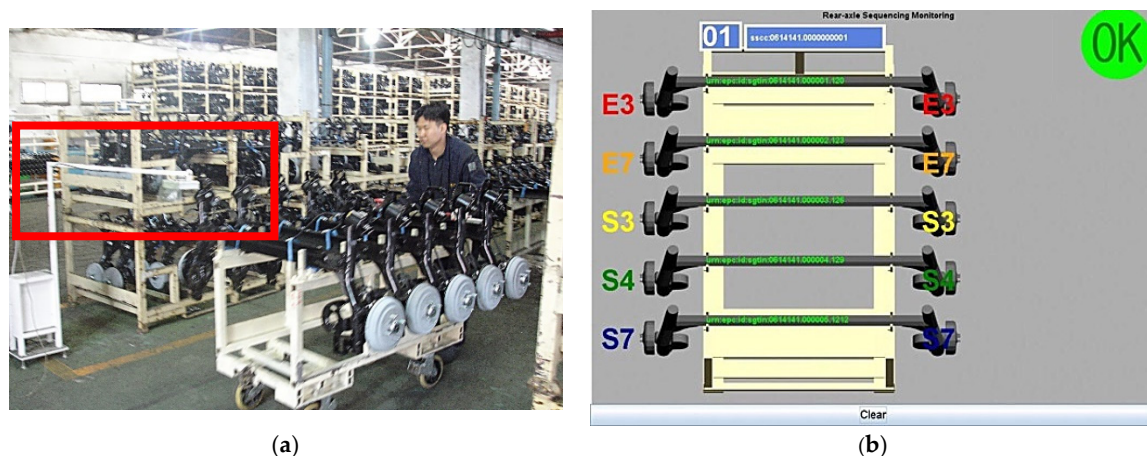 Rear-axle Sequencing Monitoring
OK
01 sscc:0614141.0000000001
urn:epc:id:sgtin:0614141.000001.120
E3 E3
urn:epc:id:sgtin:0614141.000002.123
E7 E7
urn:epc:id:sgtin:0614141.000003.126
S3 S3
urn:epc:id:sgtin:0614141.000004.129
S4 S4
urn:epc:id:sgtin:0614141.000005.1212
S7 S7
Clear
(a) (b)